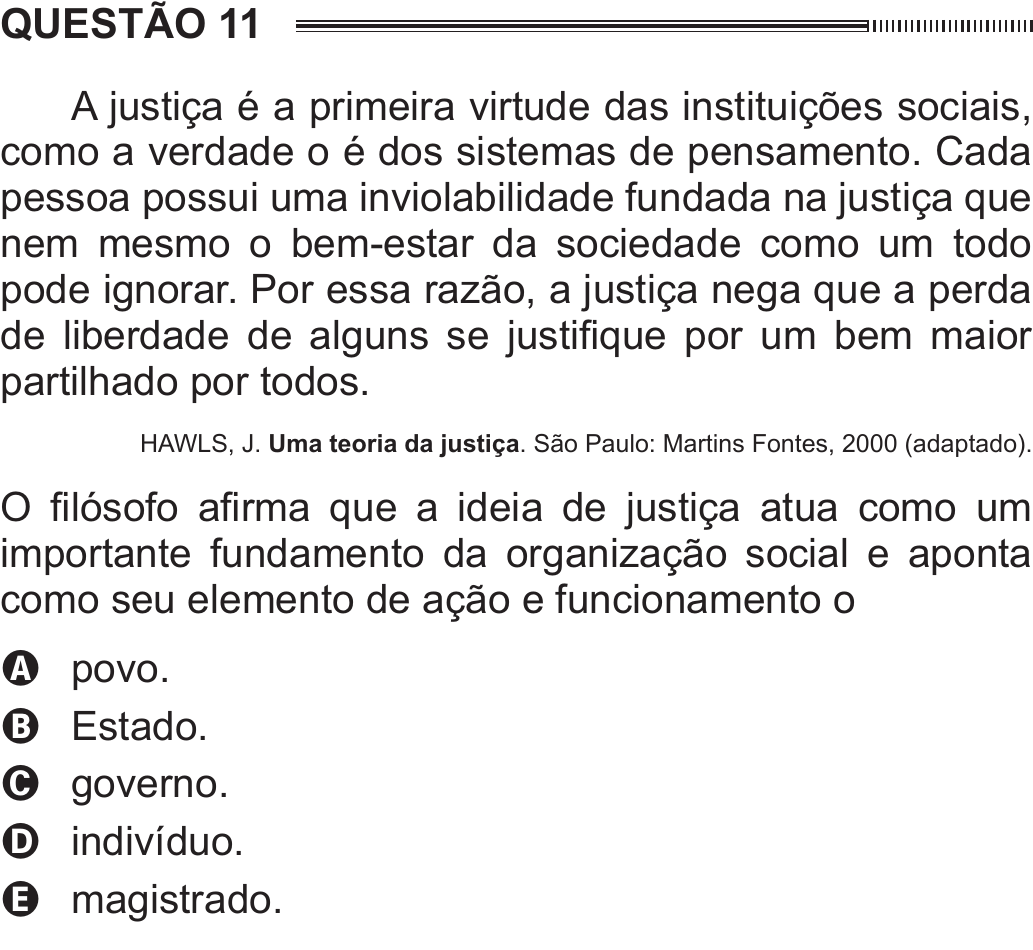 QUESTÃO 11
A justiça é a primeira virtude das instituições sociais,
como a verdade o é dos sistemas de pensamento. Cada
pessoa possui uma inviolabilidade fundada na justiça que
nem mesmo o bem-estar da sociedade como um todo
pode ignorar. Por essa razão, a justiça nega que a perda
de liberdade de alguns se justifique por um bem maior
partilhado por todos.
HAWLS, J. Uma teoria da justiça. São Paulo: Martins Fontes, 2000 (adaptado).
O filósofo afirma que a ideia de justiça atua como um
importante fundamento da organização social e aponta
como seu elemento de ação e funcionamento o
A povo.
B Estado.
C governo.
D indivíduo.
E magistrado.